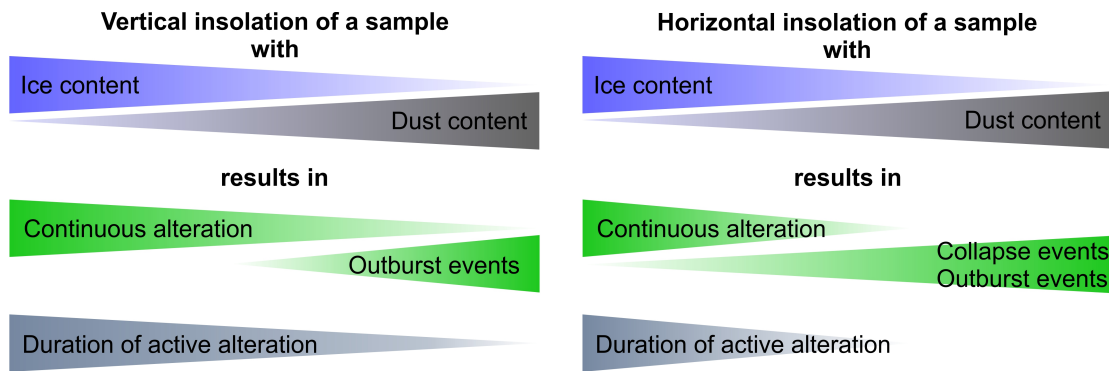 Vertical insolation of a sample
with
Ice content
Dust content
results in
Continuous alteration
Outburst events
Duration of active alteration
Horizontal insolation of a sample
with
Ice content
Dust content
results in
Continuous alteration
Collapse events
Outburst events
Duration of active alteration